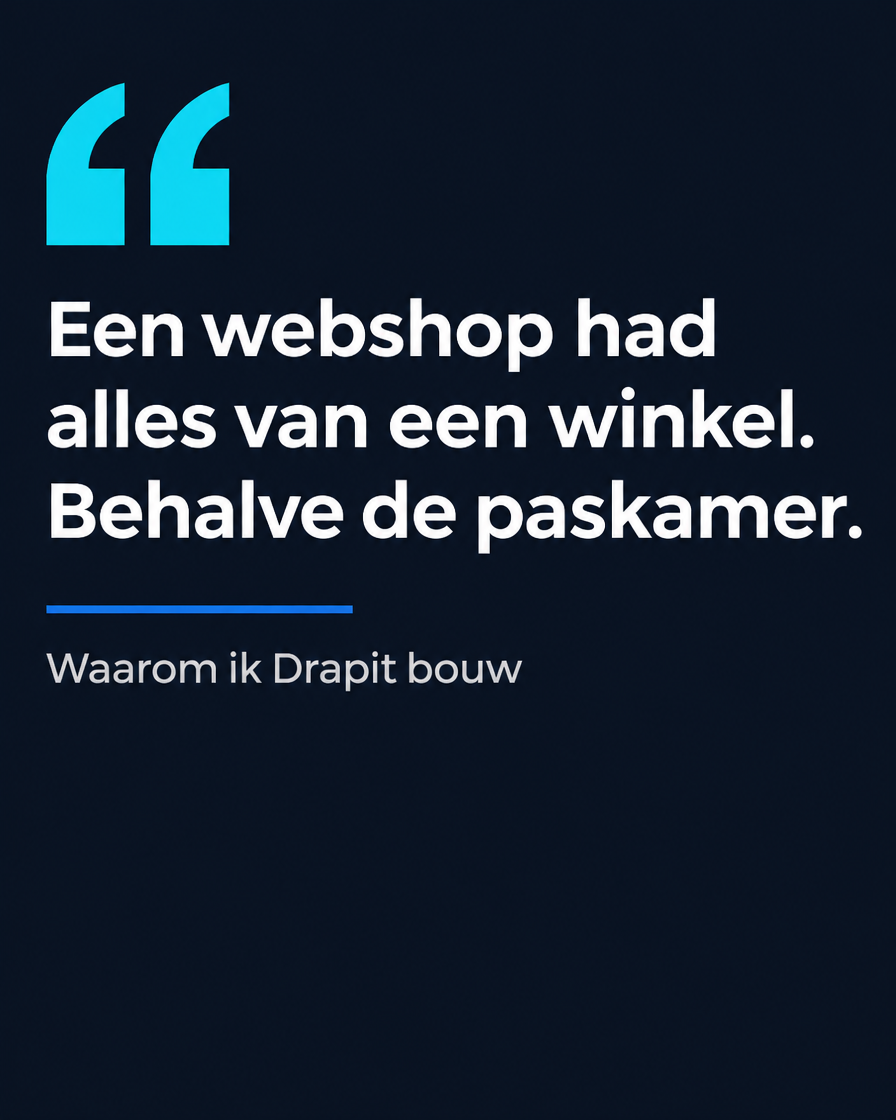 “
Een webshop had
alles van een winkel.
Behalve de paskamer.
Waarom ik Drapit bouw